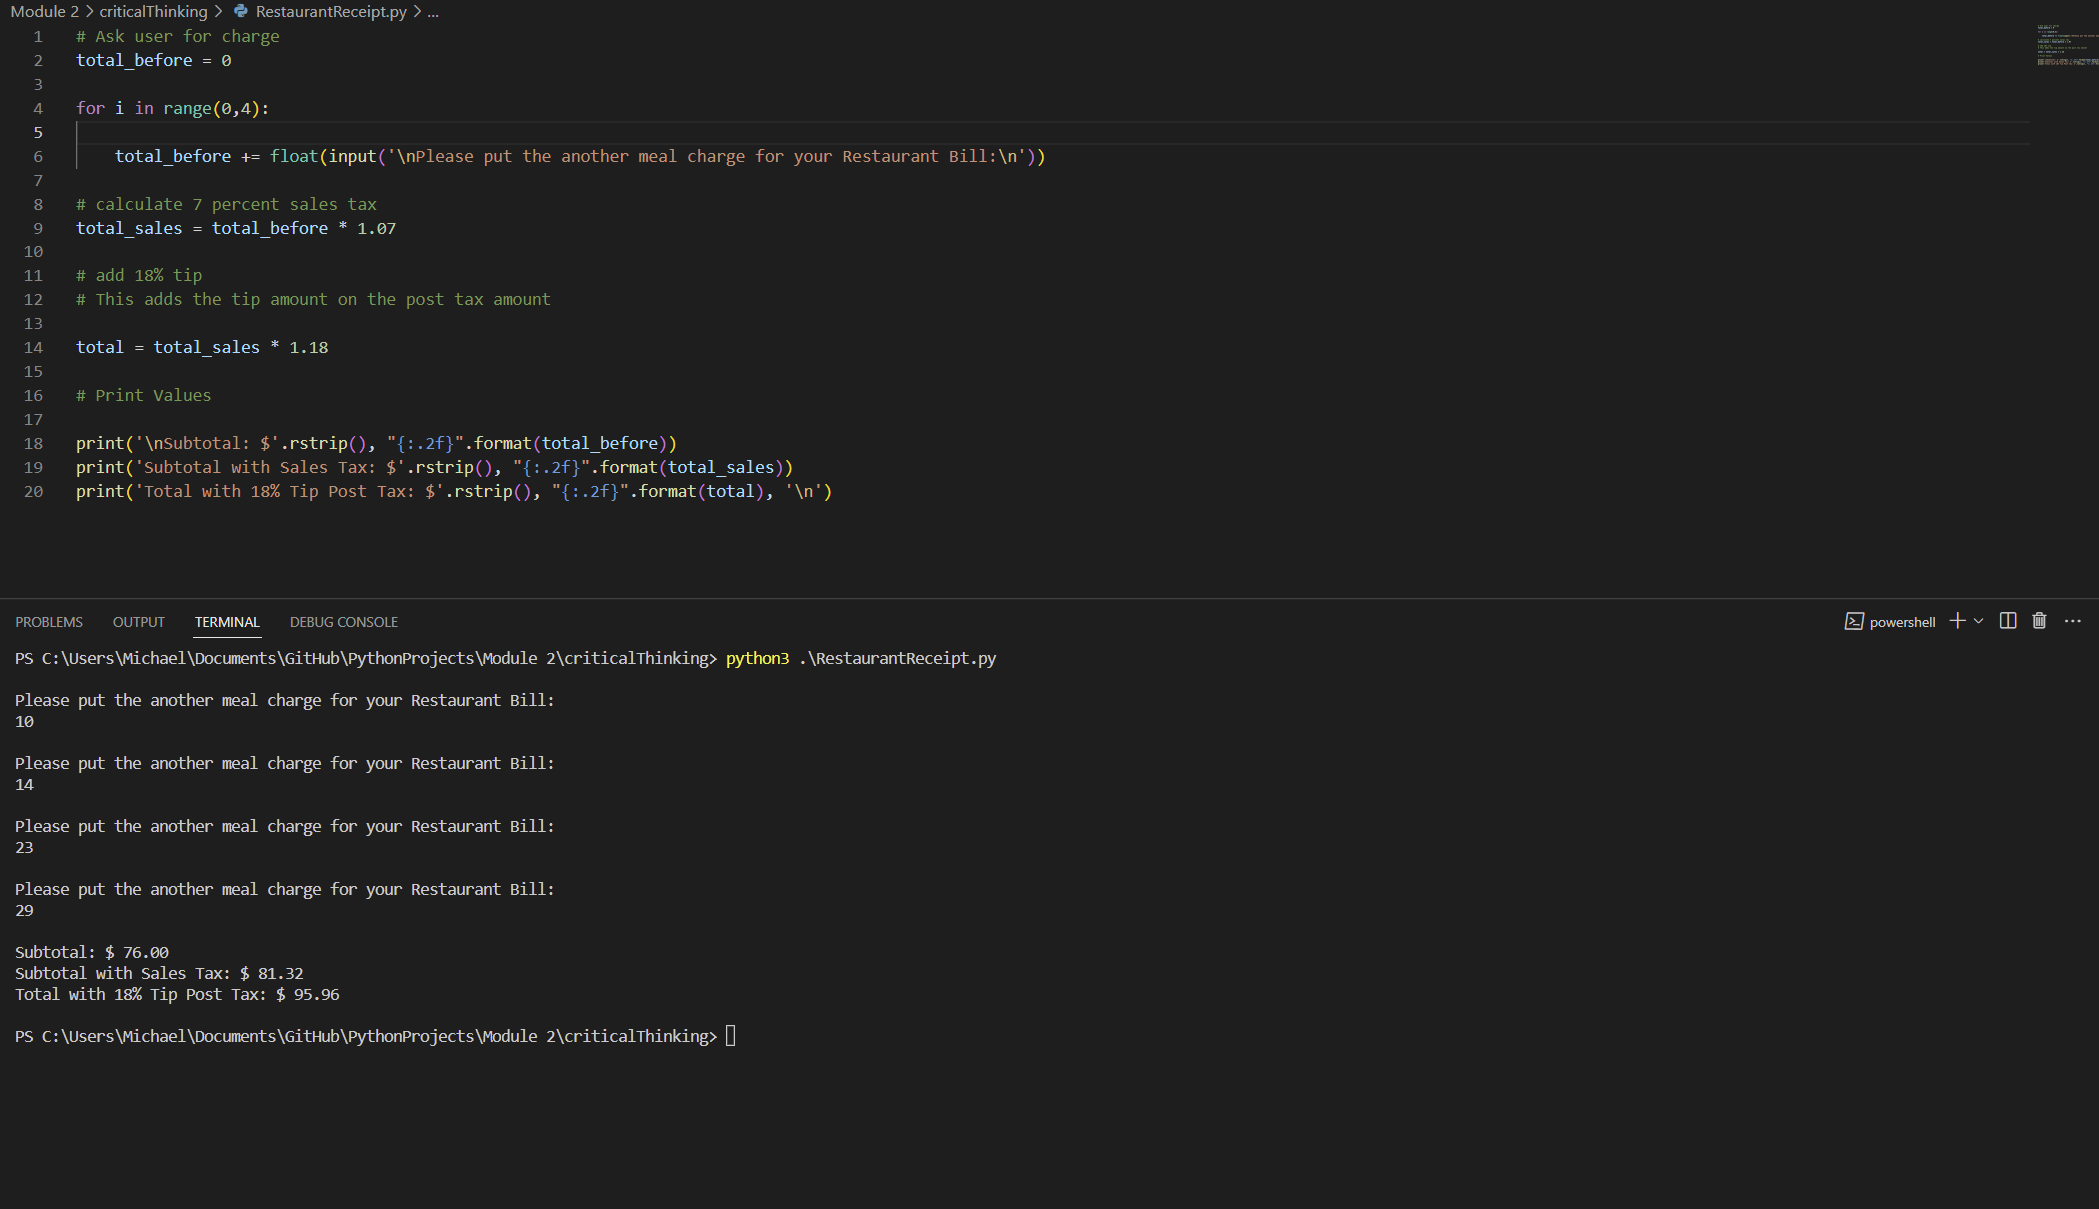 Module 2 > criticalThinking > RestaurantReceipt.py > ...
1 # Ask user for charge
2 total_before = 0
3
4 for i in range(0,4):
5
6     total_before += float(input('\nPlease put the another meal charge for your Restaurant Bill:\n'))
7
8 # calculate 7 percent sales tax
9 total_sales = total_before * 1.07
10
11 # add 18% tip
12 # This adds the tip amount on the post tax amount
13
14 total = total_sales * 1.18
15
16 # Print Values
17
18 print('\nSubtotal: $'.rstrip(), "{:.2f}".format(total_before))
19 print('Subtotal with Sales Tax: $'.rstrip(), "{:.2f}".format(total_sales))
20 print('Total with 18% Tip Post Tax: $'.rstrip(), "{:.2f}".format(total), '\n')
PROBLEMS OUTPUT TERMINAL DEBUG CONSOLE powershell
PS C:\Users\Michael\Documents\GitHub\PythonProjects\Module 2\criticalThinking> python3 .\RestaurantReceipt.py
Please put the another meal charge for your Restaurant Bill:
10
Please put the another meal charge for your Restaurant Bill:
14
Please put the another meal charge for your Restaurant Bill:
23
Please put the another meal charge for your Restaurant Bill:
29
Subtotal: $ 76.00
Subtotal with Sales Tax: $ 81.32
Total with 18% Tip Post Tax: $ 95.96
PS C:\Users\Michael\Documents\GitHub\PythonProjects\Module 2\criticalThinking>